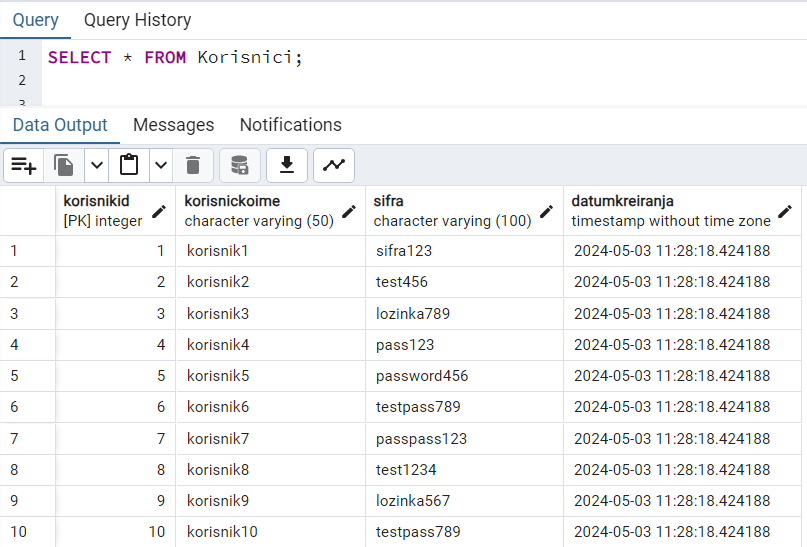 Query Query History
1 SELECT * FROM Korisnici;
2
3
Data Output Messages Notifications
korisnikid korisnickoime sifra datumkreiranja
[PK] integer character varying (50) character varying (100) timestamp without time zone
1 1 korisnik1 sifra123 2024-05-03 11:28:18.424188
2 2 korisnik2 test456 2024-05-03 11:28:18.424188
3 3 korisnik3 lozinka789 2024-05-03 11:28:18.424188
4 4 korisnik4 pass123 2024-05-03 11:28:18.424188
5 5 korisnik5 password456 2024-05-03 11:28:18.424188
6 6 korisnik6 testpass789 2024-05-03 11:28:18.424188
7 7 korisnik7 passpass123 2024-05-03 11:28:18.424188
8 8 korisnik8 test1234 2024-05-03 11:28:18.424188
9 9 korisnik9 lozinka567 2024-05-03 11:28:18.424188
10 10 korisnik10 testpass789 2024-05-03 11:28:18.424188